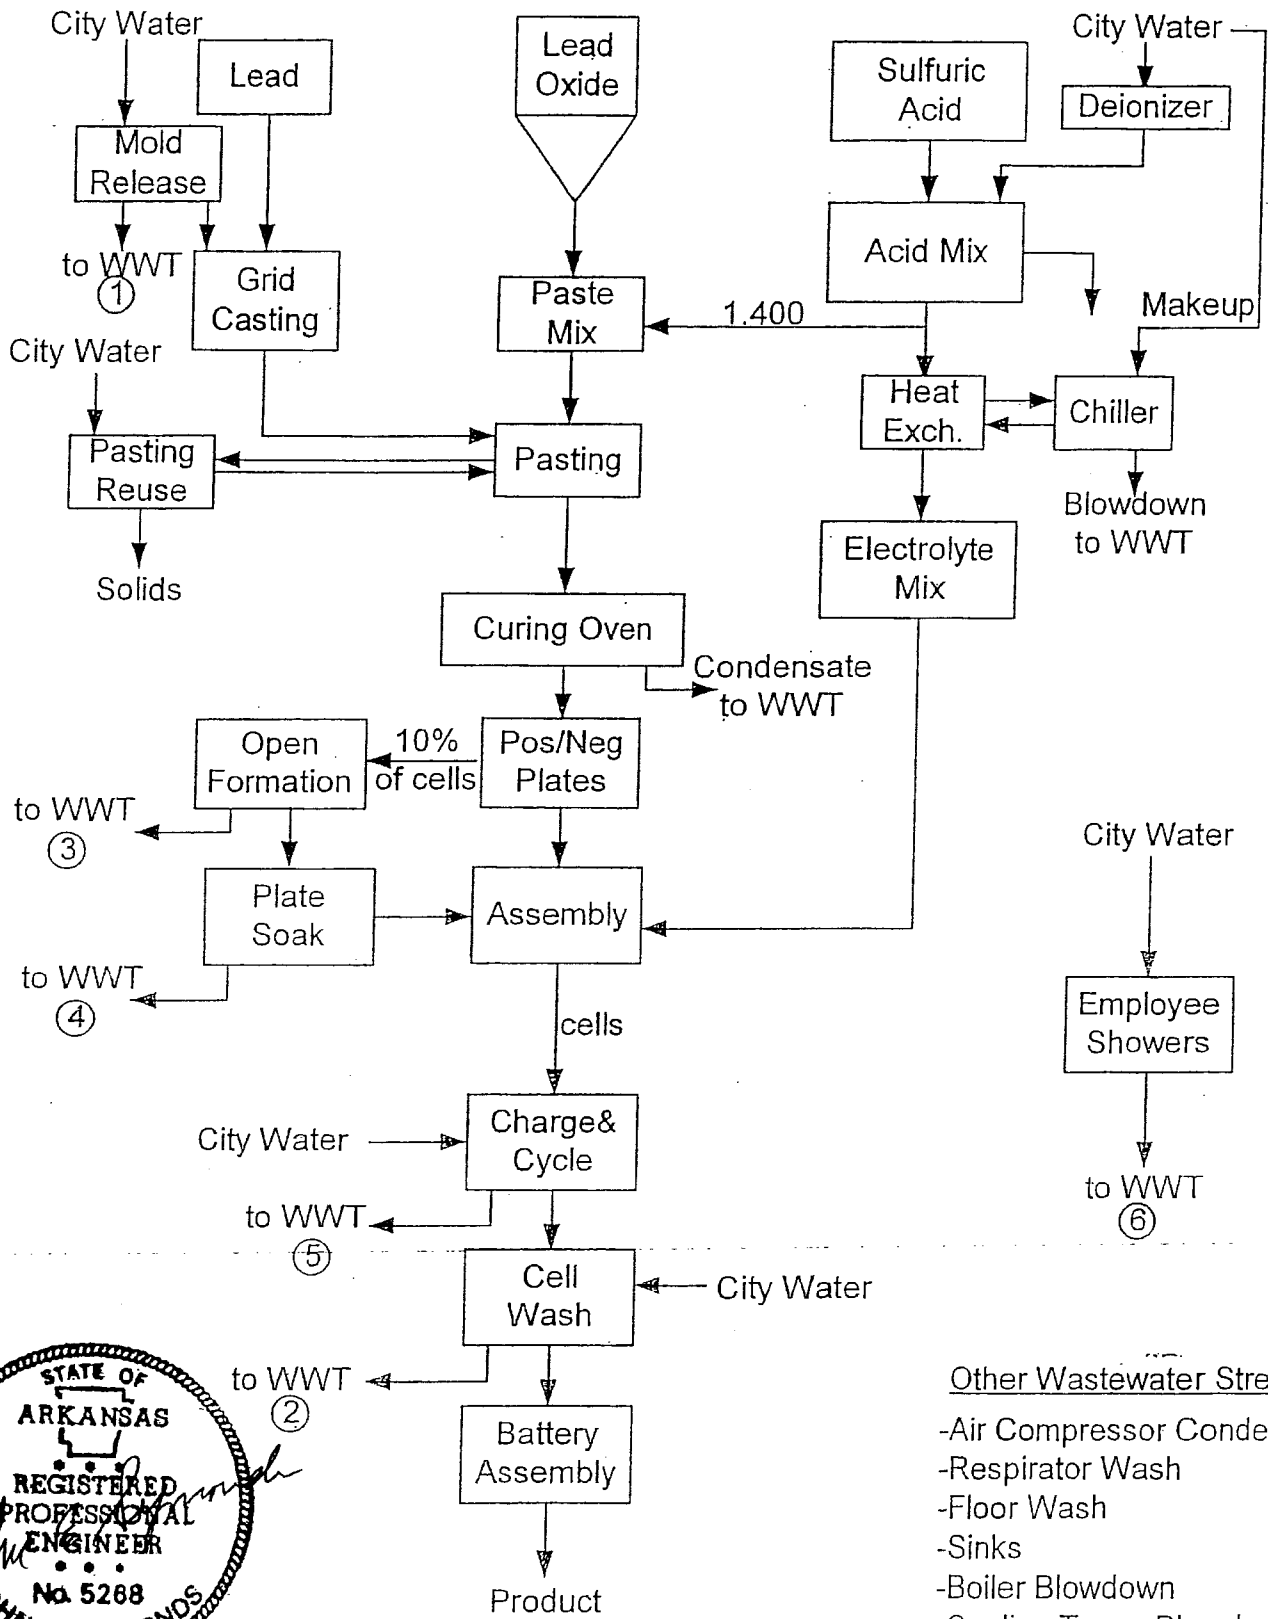 City Water
Lead
Lead
Oxide
Sulfuric
Acid
City Water
Deionizer
Mold
Release
to WWT
1
Grid
Casting
Paste
Mix
1.400
Acid Mix
Makeup
City Water
Pasting
Reuse
Solids
Pasting
Heat
Exch.
Chiller
Blowdown
to WWT
Electrolyte
Mix
Curing Oven
Condensate
to WWT
Open
Formation
10%
of cells
Pos/Neg
Plates
to WWT
3
Plate
Soak
Assembly
to WWT
4
cells
City Water
Employee
Showers
to WWT
6
City Water
Charge&
Cycle
to WWT
5
Cell
Wash
City Water
to WWT
2
Battery
Assembly
Product
STATE OF
ARKANSAS
REGISTERED
PROFESSIONAL
ENGINEER
No. 5268
Other Wastewater Stre
-Air Compressor Conde
-Respirator Wash
-Floor Wash
-Sinks
-Boiler Blowdown